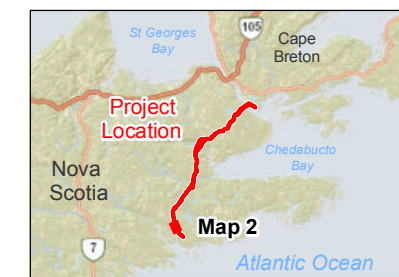 105
St Georges
Bay
Cape
Breton
Project
Location
Chedabucto
Bay
Nova
Scotia
Map 2
7
Atlantic Ocean